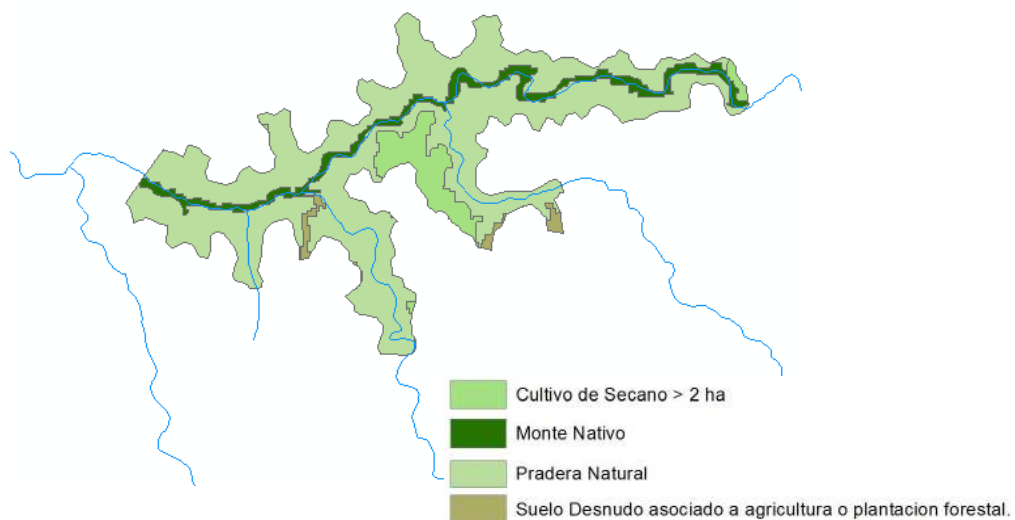 Cultivo de Secano > 2 ha
Monte Nativo
Pradera Natural
Suelo Desnudo asociado a agricultura o plantacion forestal.